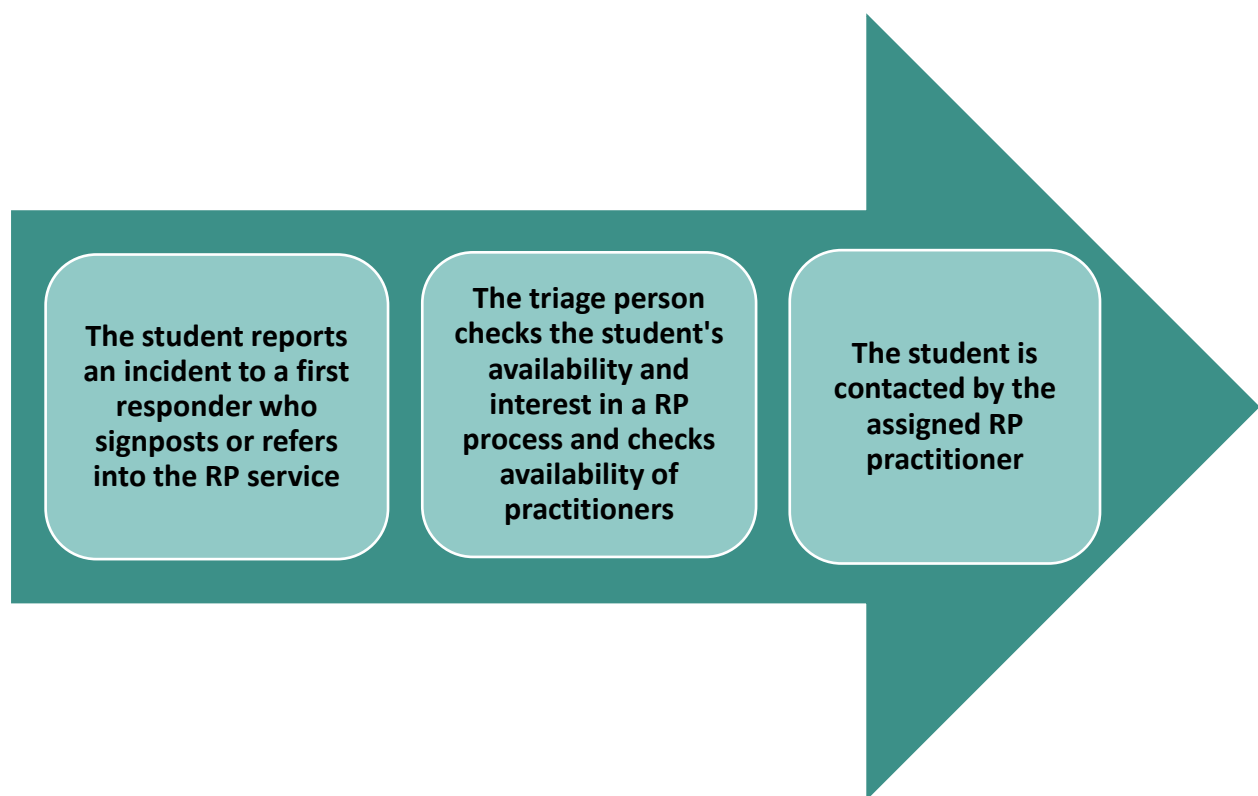 The student reports
an incident to a first
responder who
signposts or refers
into the RP service
The triage person
checks the student's
availability and
interest in a RP
process and checks
availability of
practitioners
The student is
contacted by the
assigned RP
practitioner